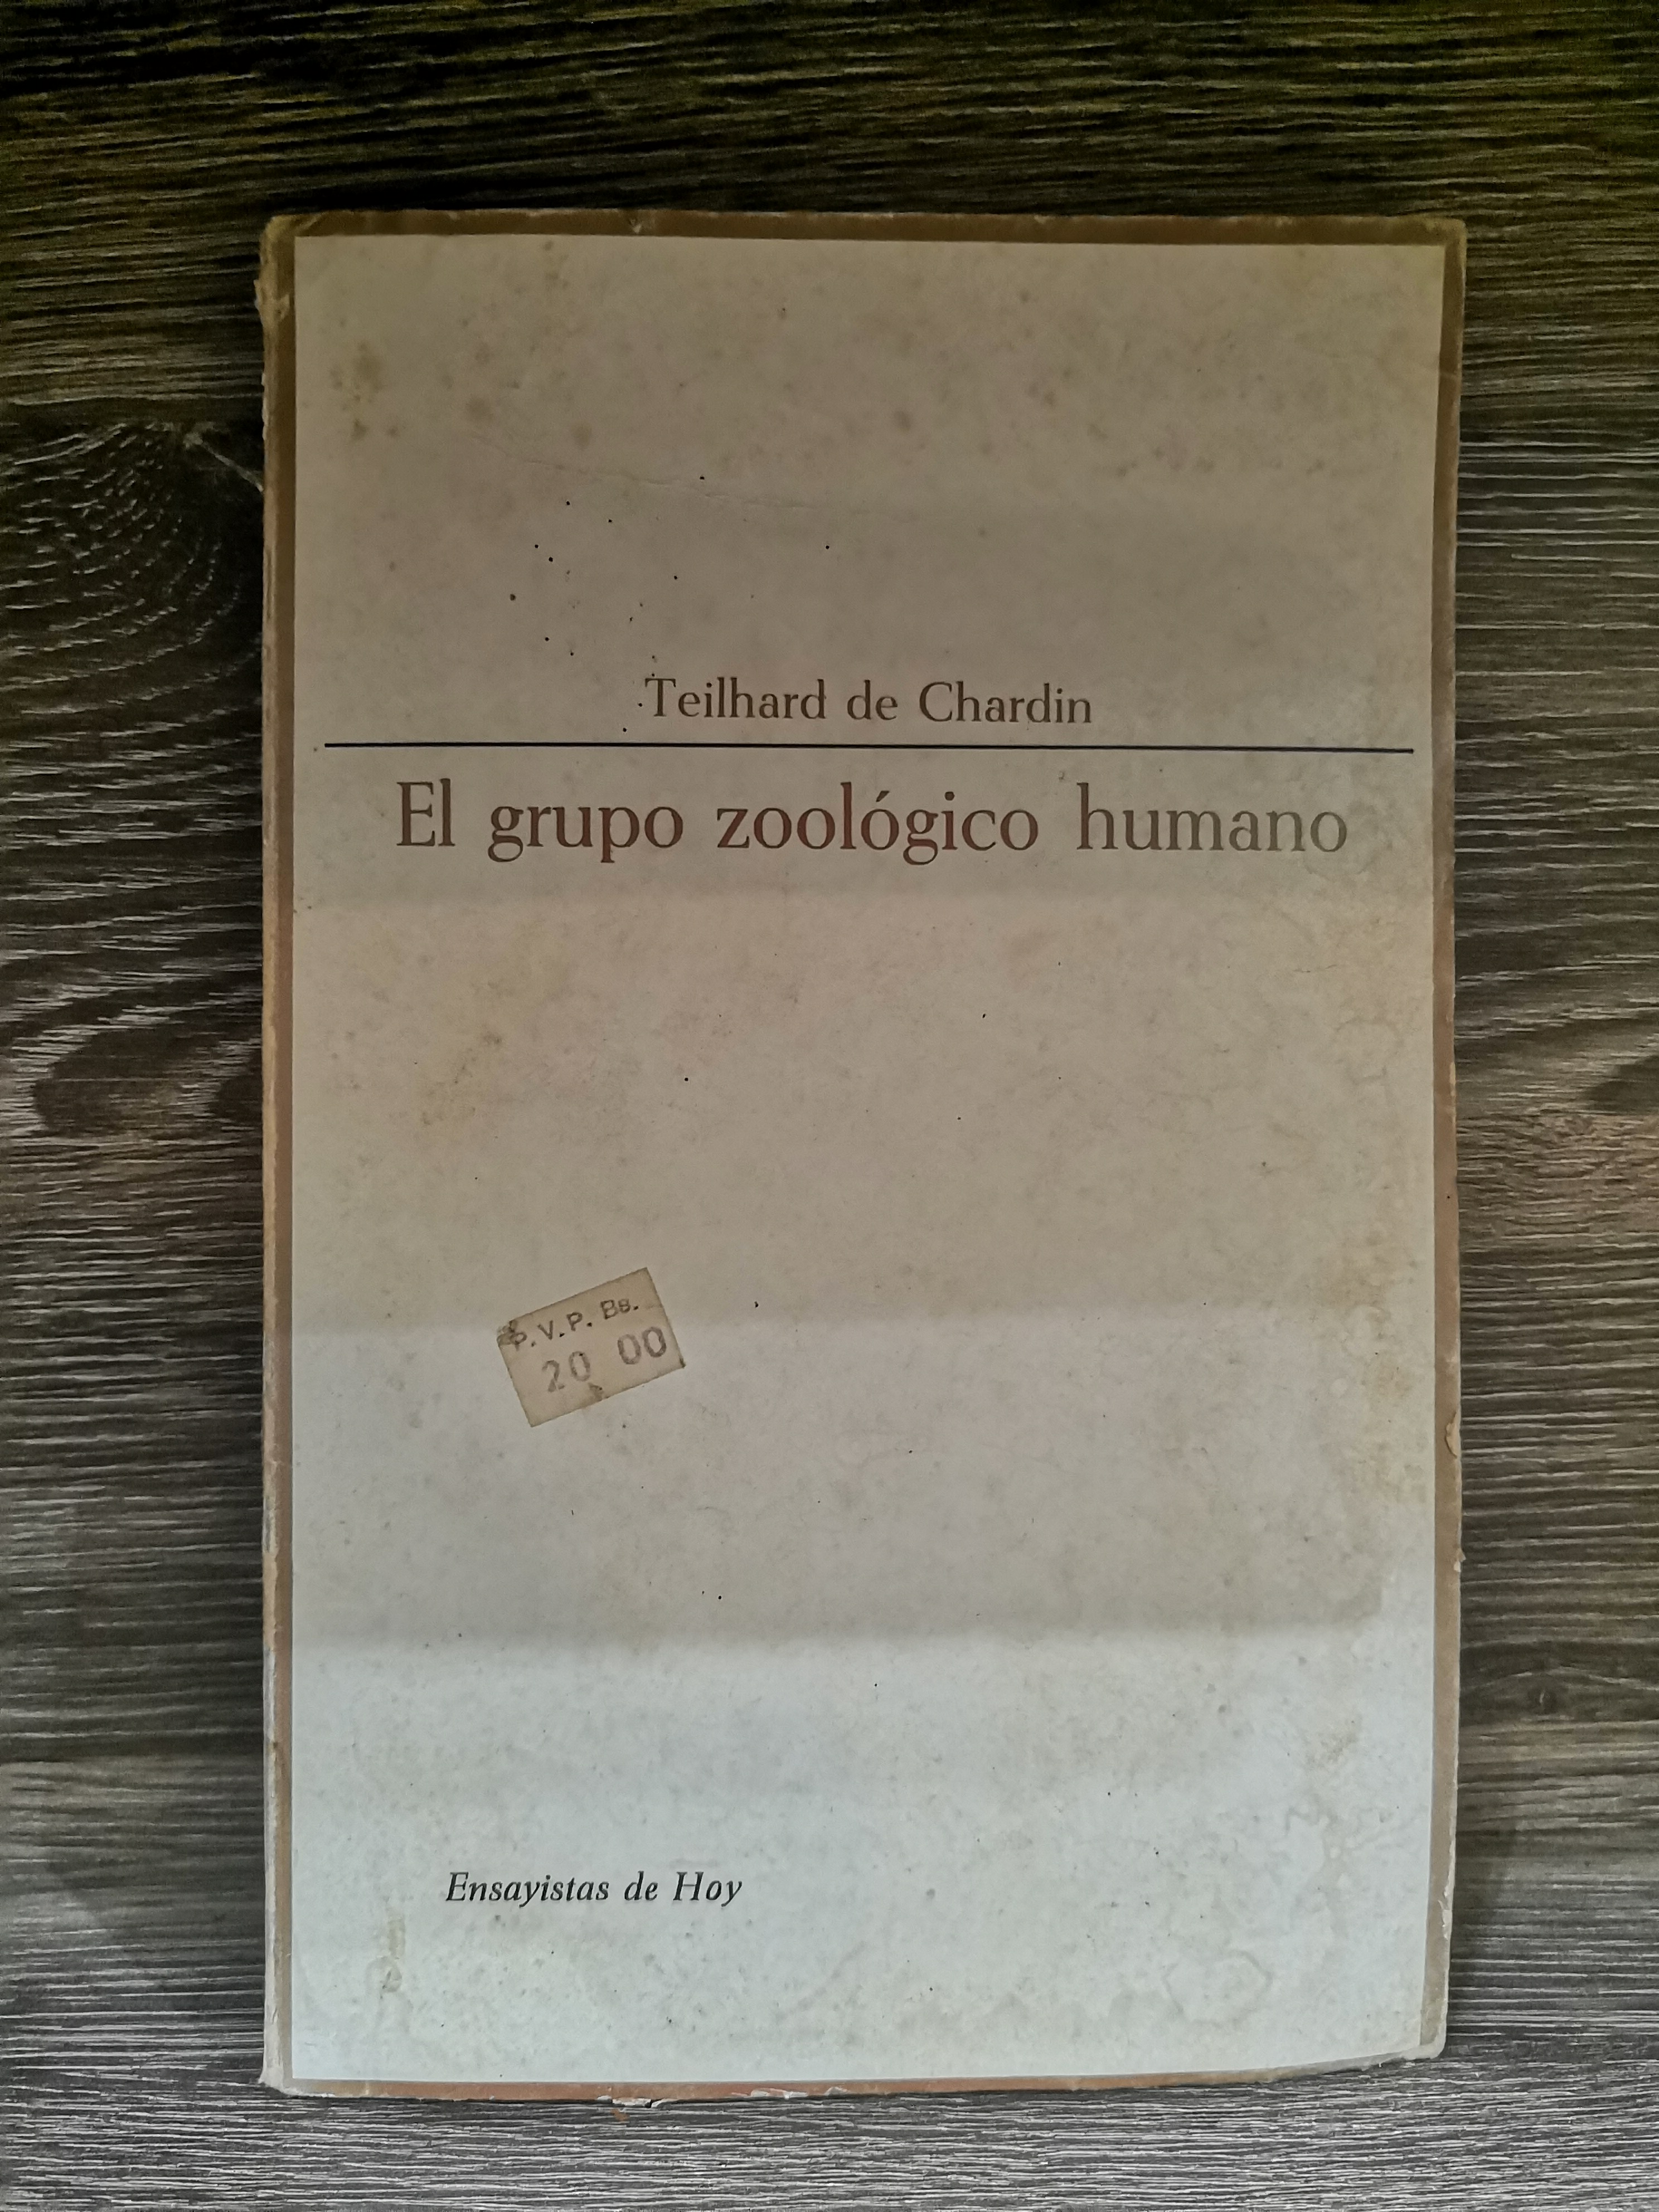 Teilhard de Chardin
El grupo zoológico humano
P.V.P. Bs.
20 00
Ensayistas de Hoy